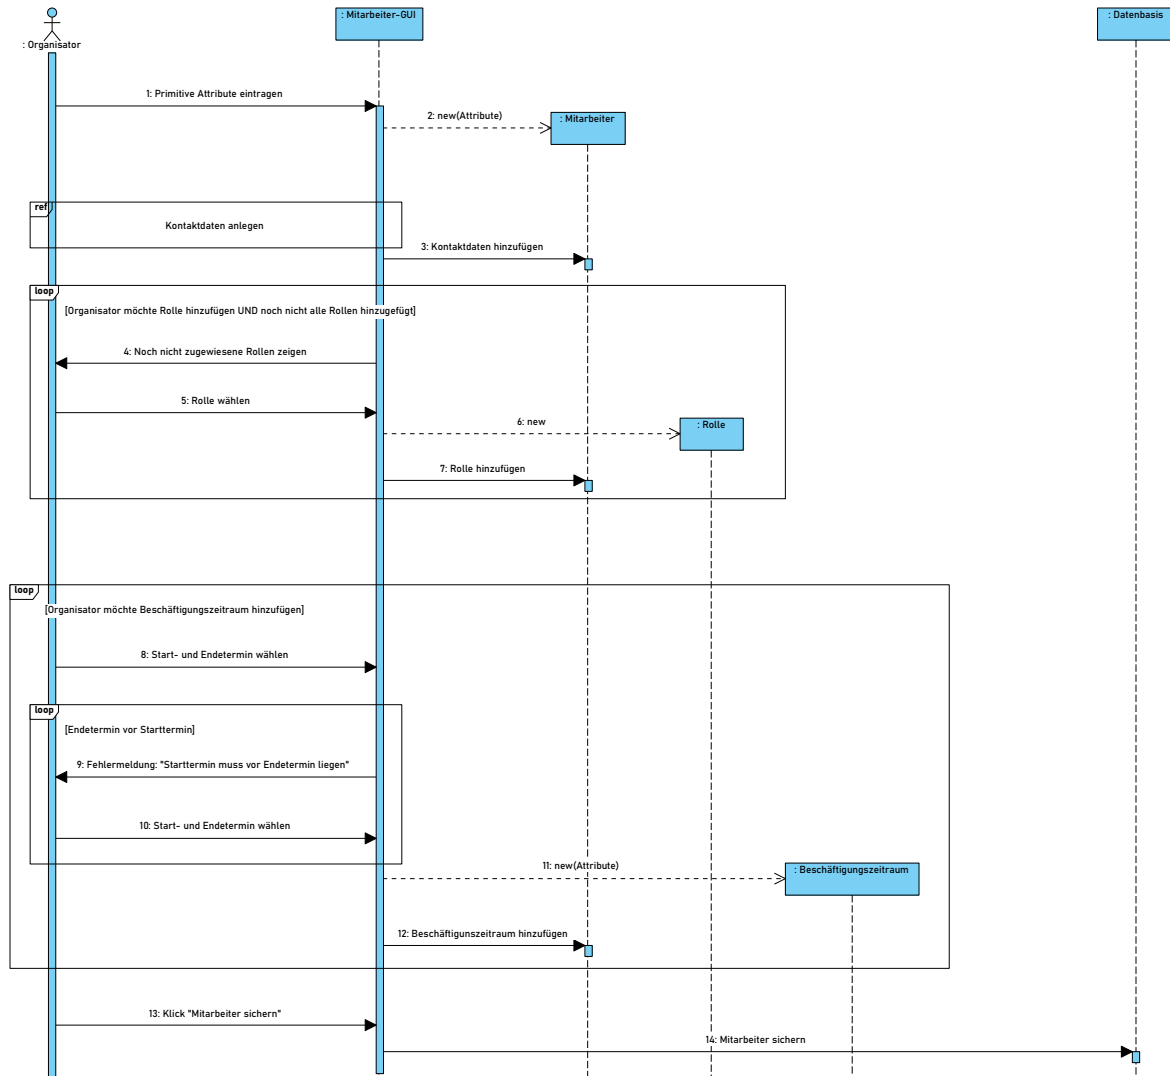 : Organisator
: Mitarbeiter-GUI
: Datenbasis
1: Primitive Attribute eintragen
2: new(Attribute)
: Mitarbeiter
ref
Kontaktdaten anlegen
3: Kontaktdaten hinzufügen
loop
[Organisator möchte Rolle hinzufügen UND noch nicht alle Rollen hinzugefügt]
4: Noch nicht zugewiesene Rollen zeigen
5: Rolle wählen
6: new
: Rolle
7: Rolle hinzufügen
loop
[Organisator möchte Beschäftigungszeitraum hinzufügen]
8: Start- und Endetermin wählen
loop
[Endetermin vor Starttermin]
9: Fehlermeldung: "Starttermin muss vor Endetermin liegen"
10: Start- und Endetermin wählen
11: new(Attribute)
: Beschäftigungszeitraum
12: Beschäftigunszeitraum hinzufügen
13: Klick "Mitarbeiter sichern"
14: Mitarbeiter sichern